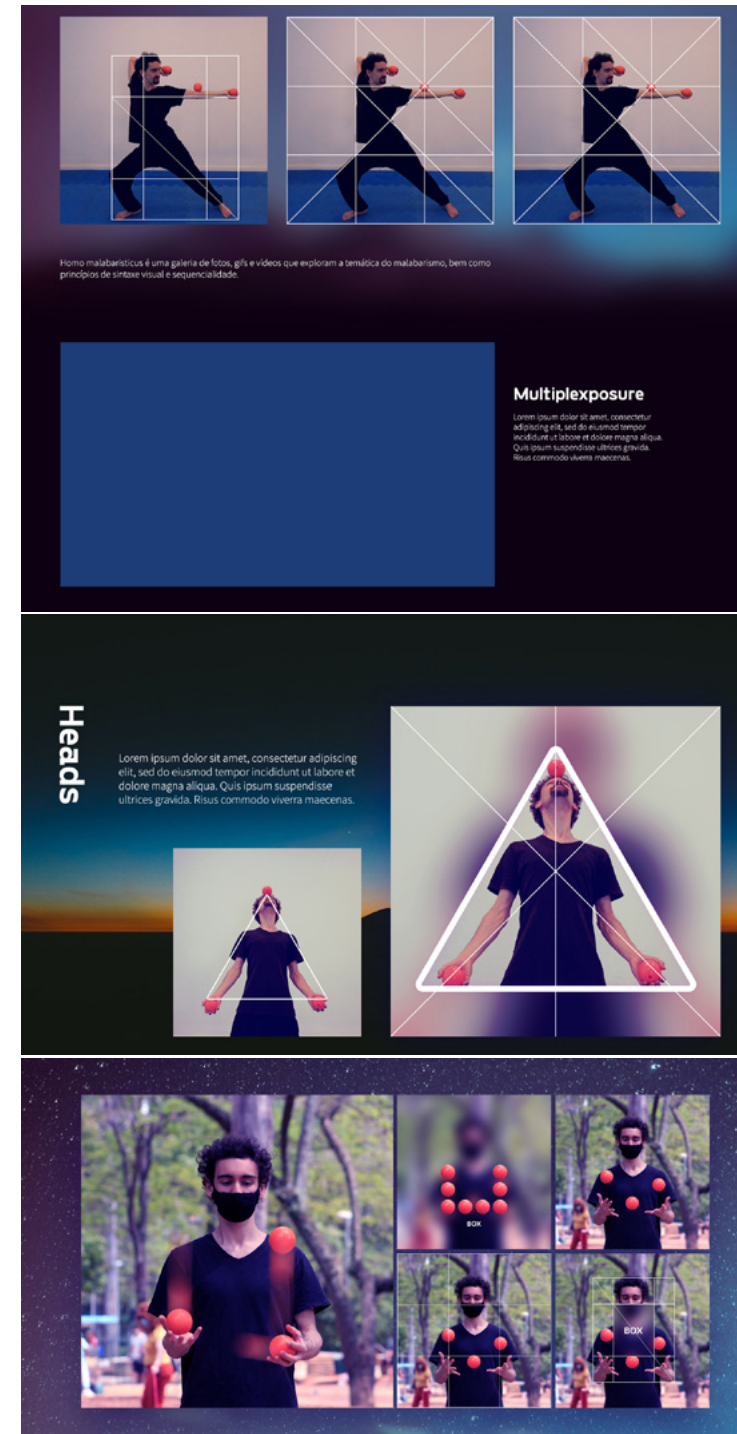 Homo malabaristicus é uma galeria de fotos, gifs e vídeos que exploram a temática do malabarismo, bem como
princípios de sintaxe visual e sequencialidade.
Multiplexposure
Lorem ipsum dolor sit amet, consectetur
adipiscing elit, sed do eiusmod tempor
incididunt ut labore et dolore magna aliqua.
Quis ipsum suspendisse ultrices gravida.
Risus commodo viverra maecenas.
Heads
Lorem ipsum dolor sit amet, consectetur adipiscing
elit, sed do eiusmod tempor incididunt ut labore et
dolore magna aliqua. Quis ipsum suspendisse
ultrices gravida. Risus commodo viverra maecenas.
BOX
BOX